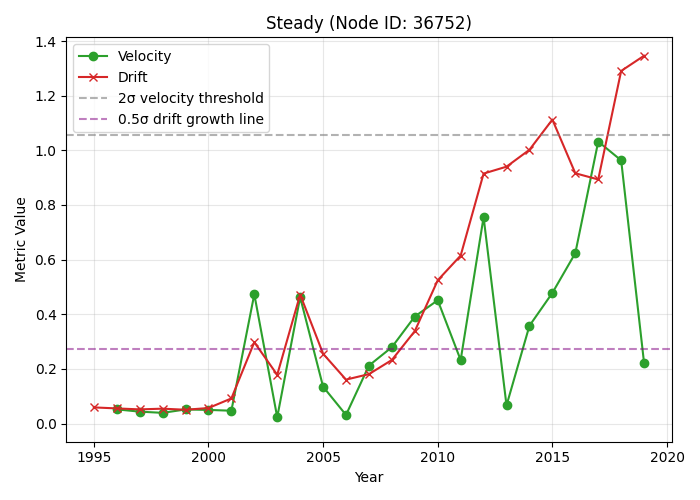 Steady (Node ID: 36752)
Velocity
Drift
2σ velocity threshold
0.5σ drift growth line
Metric Value
1.4
1.2
1.0
0.8
0.6
0.4
0.2
0.0
1995 2000 2005 2010 2015 2020
Year